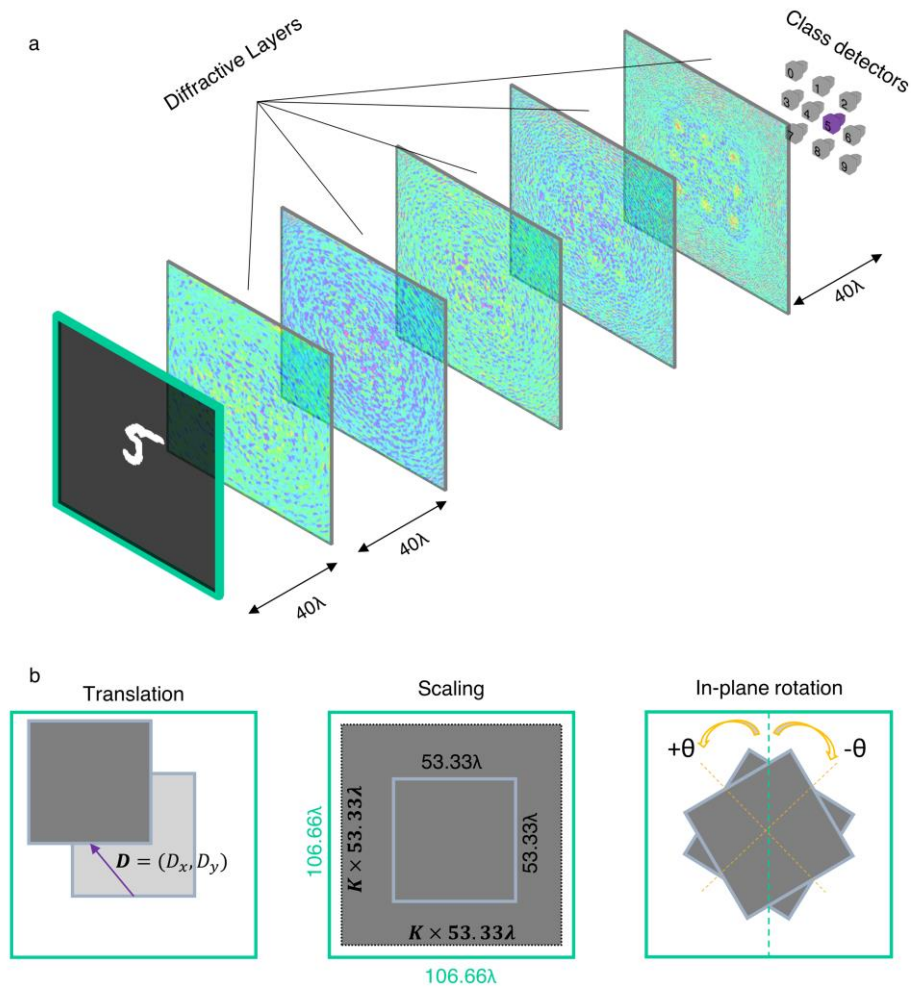 a
Diffractive Layers
Class detectors
0
1
2
3
4
5
6
7
8
9
40λ
40λ
40λ
b
Translation
Scaling
In-plane rotation
D = (Dx, Dy)
53.33λ
53.33λ
K × 53.33λ
K × 53.33λ
106.66λ
106.66λ
+θ
-θ